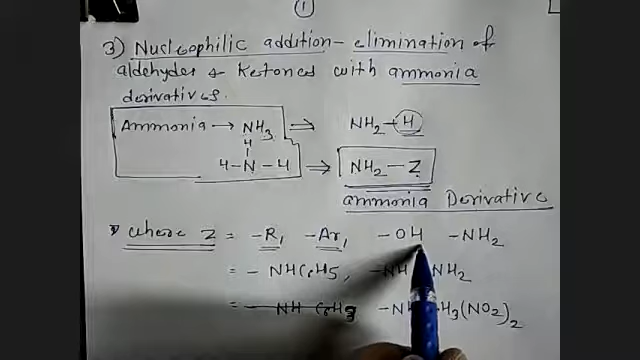 1
3) Nucleophilic addition - elimination of
aldehydes & Ketones with ammonia
derivatives.
Ammonia → NH3 ⇒ NH2-H
H
H-N-H ⇒ NH2-Z
ammonia Derivative
where Z = -R, -Ar, -OH -NH2
= -NHC6H5, -NH NH2
= -NH C6H5 -NH H3(NO2)2